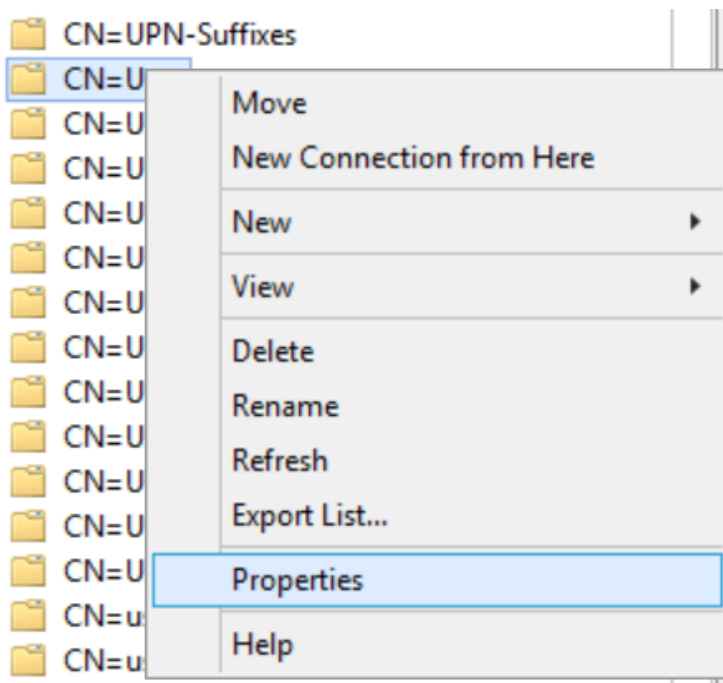 CN=UPN-Suffixes
CN=U
CN=U
CN=U
CN=U
CN=U
CN=U
CN=U
CN=U
CN=U
CN=U
CN=U
CN=U
CN=u
CN=u
Move
New Connection from Here
New
View
Delete
Rename
Refresh
Export List...
Properties
Help